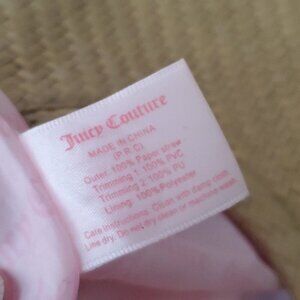 Juicy Couture
MADE IN CHINA
(P.R.C)
Outer: 100% Paper straw
Trimming 1: 100% PVC
Trimming 2: 100% PU
Lining: 100% Polyester
Care Instructions: Clean with damp cloth.
Line dry. Do not dry clean or machine wash.